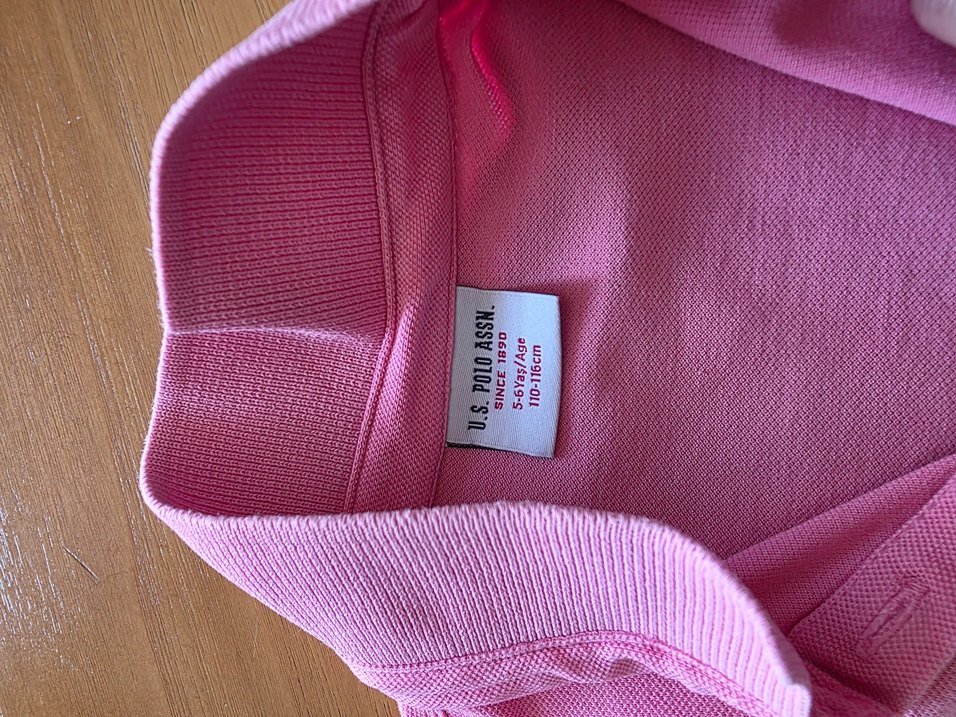 U.S. POLO ASSN.
SINCE 1890
5-6Yaş/Age
110-116cm